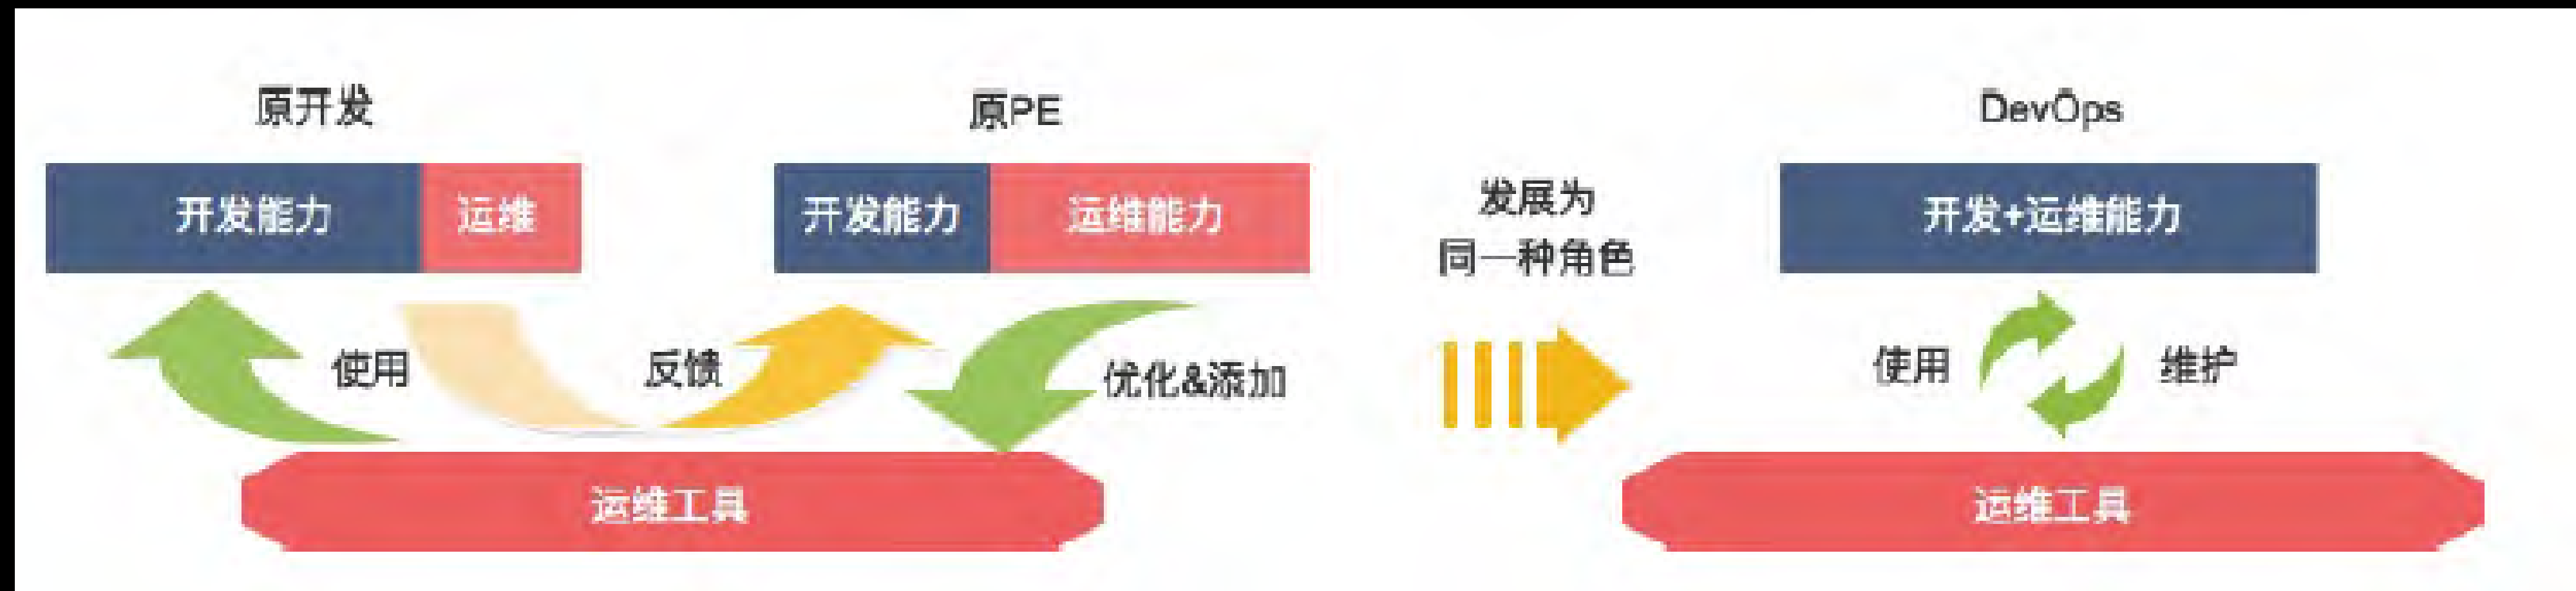 原开发
原PE
DevOps
开发能力
运维
开发能力
运维能力
发展为
同一种角色
开发+运维能力
使用
反馈
优化&添加
使用
维护
运维工具
运维工具